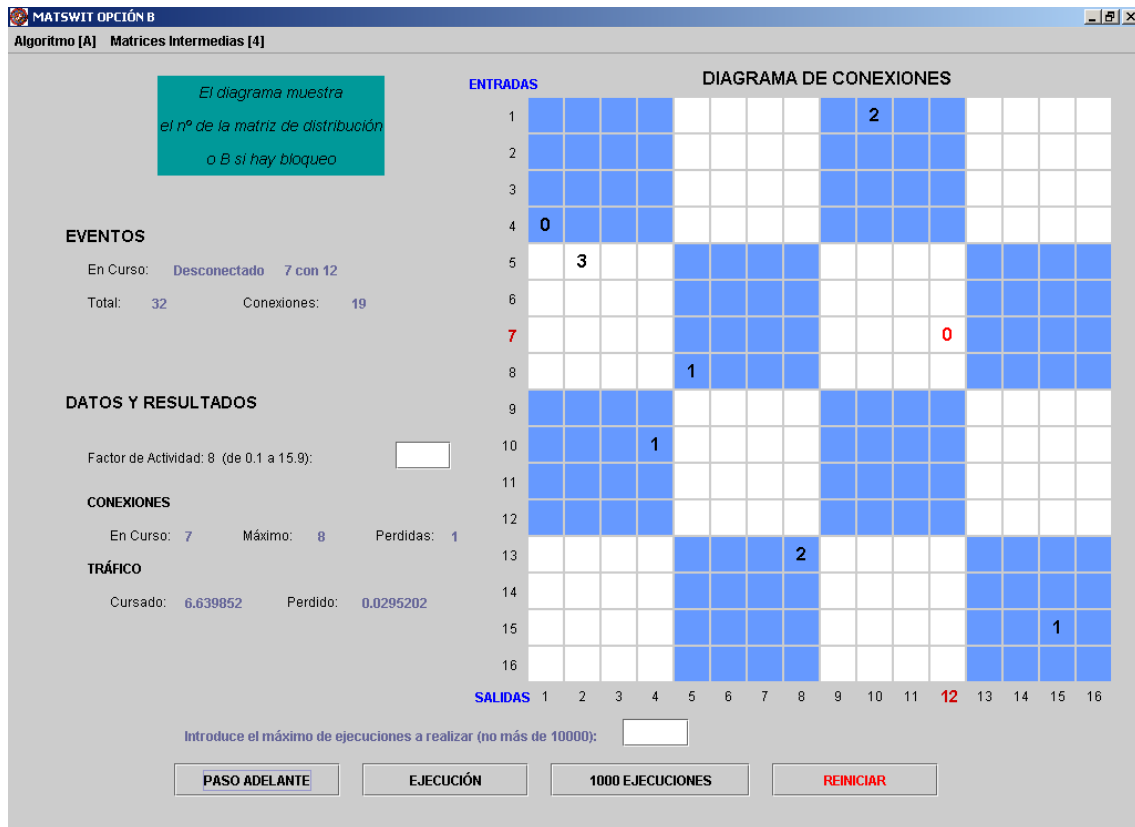 MATSWIT OPCIÓN B
Algoritmo [A] Matrices Intermedias [4]
El diagrama muestra
el nº de la matriz de distribución
o B si hay bloqueo
EVENTOS
En Curso: Desconectado 7 con 12
Total: 32 Conexiones: 19
DATOS Y RESULTADOS
Factor de Actividad: 8 (de 0.1 a 15.9):
CONEXIONES
En Curso: 7 Máximo: 8 Perdidas: 1
TRÁFICO
Cursado: 6.639852 Perdido: 0.0295202
ENTRADAS
DIAGRAMA DE CONEXIONES
1 2
2
3
4 0
5 3
6
7 0
8 1
9
10 1
11
12
13 2
14
15 1
16
SALIDAS 1 2 3 4 5 6 7 8 9 10 11 12 13 14 15 16
Introduce el máximo de ejecuciones a realizar (no más de 10000):
PASO ADELANTE EJECUCIÓN 1000 EJECUCIONES REINICIAR